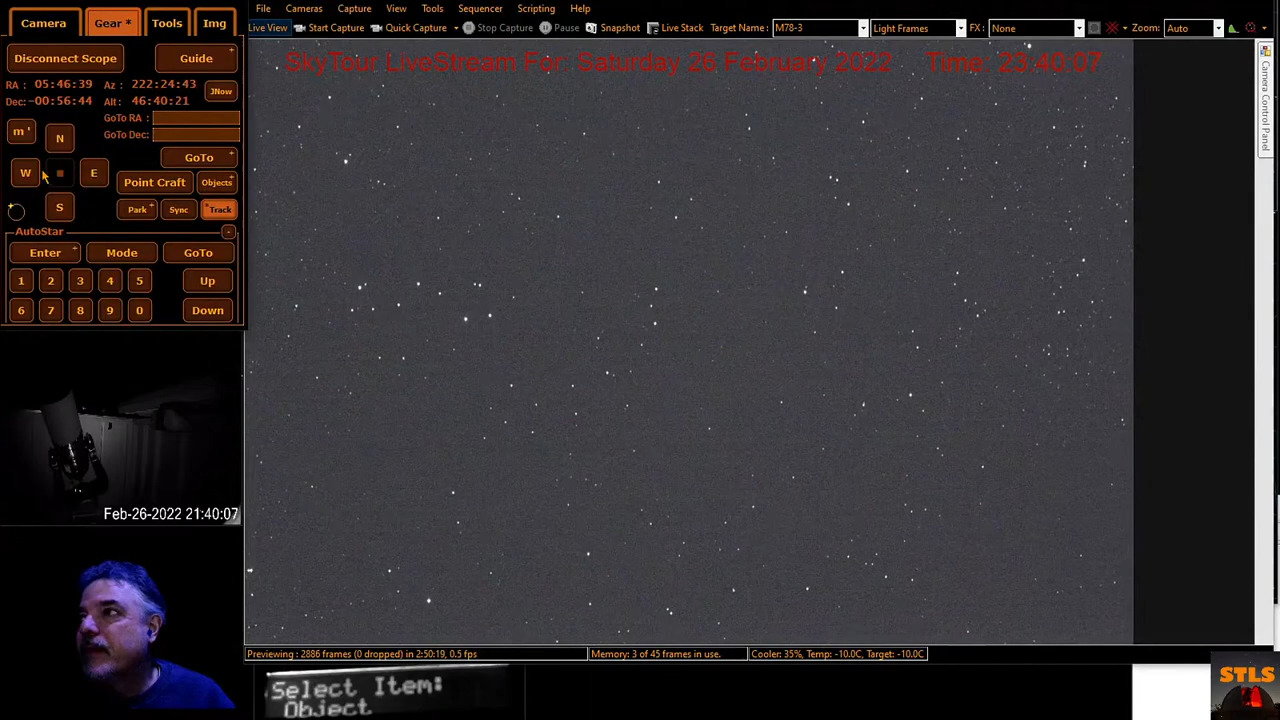 Camera Gear * Tools Img
File Cameras Capture View Tools Sequencer Scripting Help
Live View Start Capture Quick Capture Stop Capture Pause Snapshot Live Stack Target Name : M78-3 Light Frames FX : None Zoom: Auto
SkyTour LiveStream For: Saturday 26 February 2022 Time: 23:40:07
Camera Control Panel
Disconnect Scope Guide +
RA : 05:46:39 Az : 222:24:43
Dec:-00:56:44 Alt: 46:40:21 JNow
GoTo RA :
GoTo Dec:
m ' N
GoTo +
W E
Point Craft Objects +
S
Park + Sync Track
AutoStar -
Enter + Mode GoTo
1 2 3 4 5 Up
6 7 8 9 0 Down
Feb-26-2022 21:40:07
Previewing : 2886 frames (0 dropped) in 2:50:19, 0.5 fps Memory: 3 of 45 frames in use. Cooler: 35%, Temp: -10.0C, Target: -10.0C
Select Item:
Object
STLS